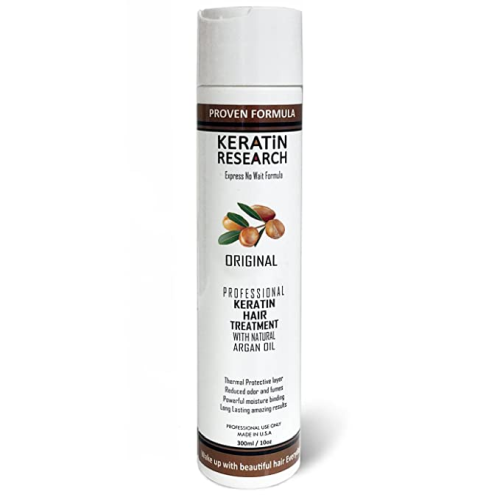 PROVEN FORMULA
KERATiN
RESEARCH
Express No Wait Formula
ORIGINAL
PROFESSIONAL
KERATIN
HAIR
TREATMENT
WITH NATURAL
ARGAN OIL
Thermal Protective layer
Reduced odor and fumes
Powerful moisture binding
Long Lasting amazing results
PROFESSIONAL USE ONLY
MADE IN U.S.A
300ml / 10oz
up with beautiful hair